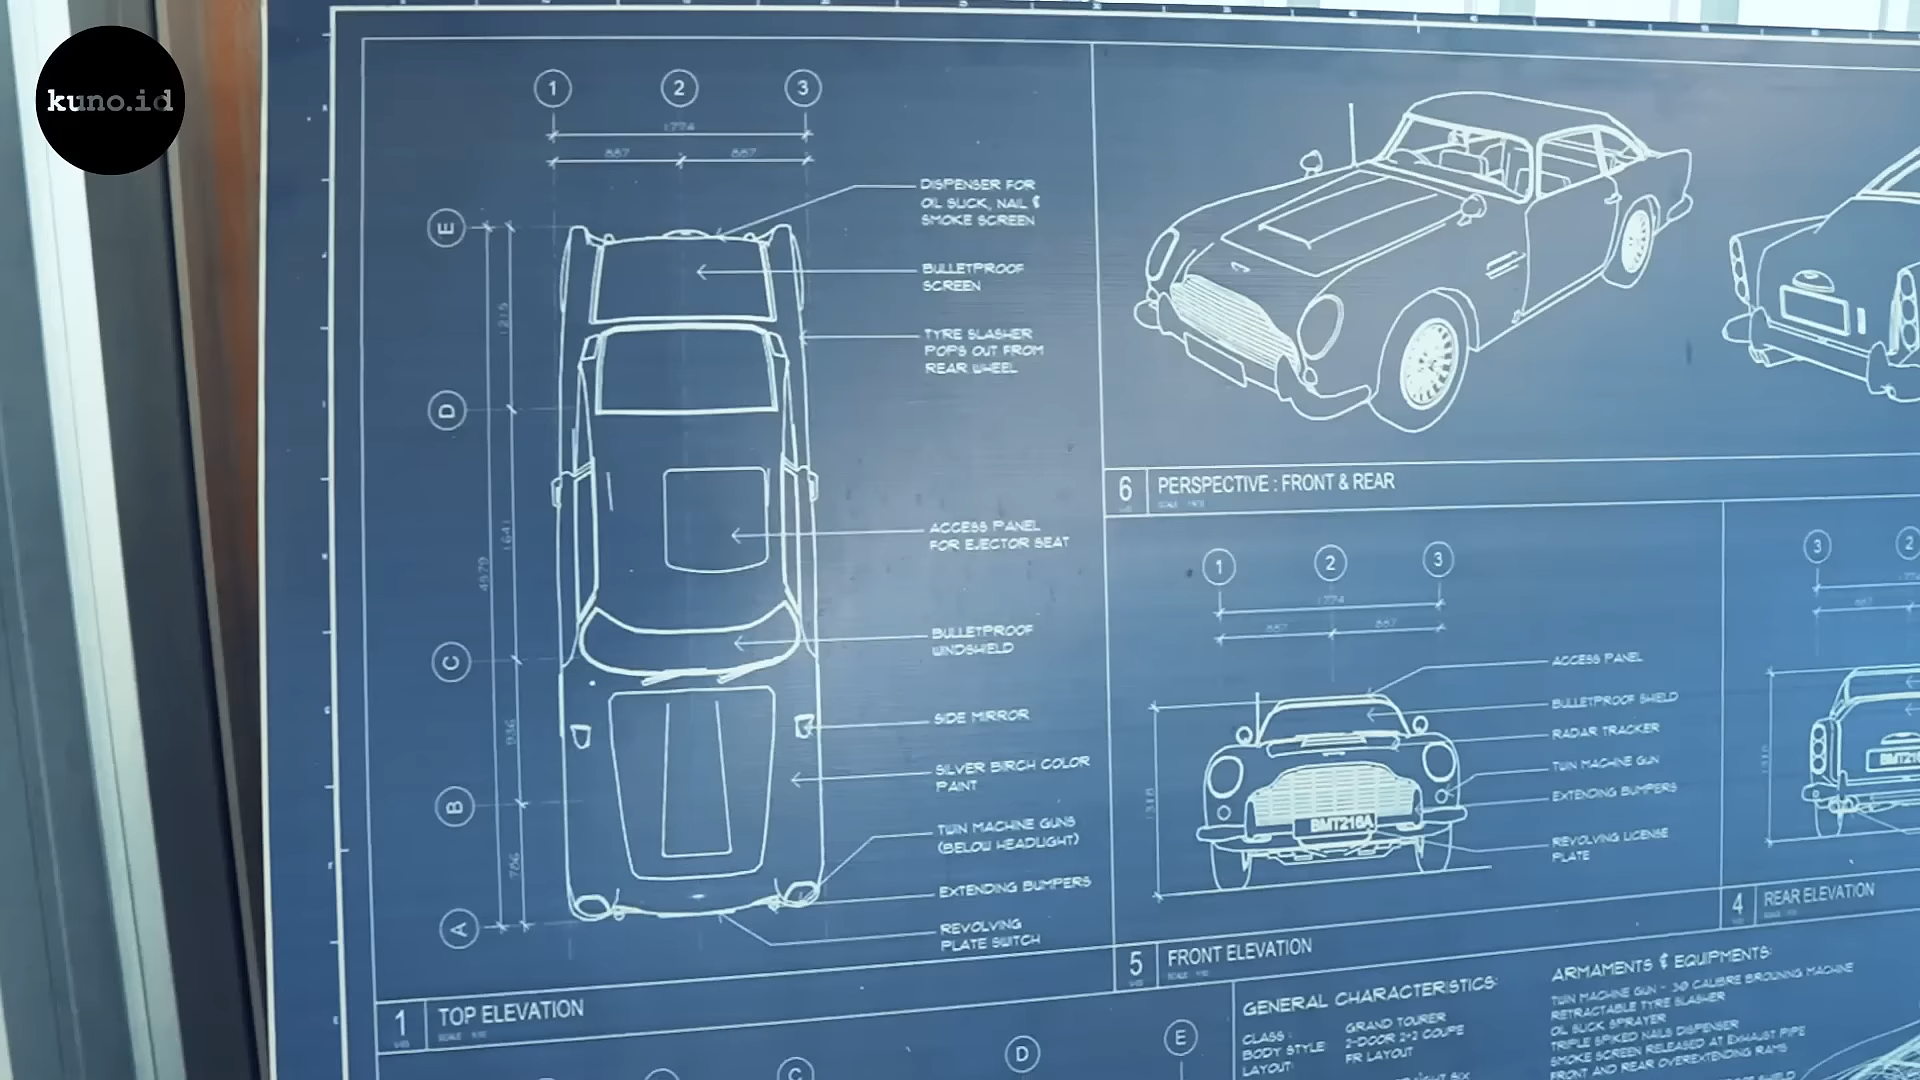 kuno.id
1
2
3
1774
887
887
DISPENSER FOR
OIL SLICK, NAIL &
SMOKE SCREEN
E
BULLETPROOF
SCREEN
1215
TYRE SLASHER
POPS OUT FROM
REAR WHEEL
D
ACCESS PANEL
FOR EJECTOR SEAT
1641
4579
BULLETPROOF
WINDSHIELD
C
SIDE MIRROR
936
SILVER BIRCH COLOR
PAINT
B
TWIN MACHINE GUNS
(BELOW HEADLIGHT)
786
EXTENDING BUMPERS
REVOLVING
PLATE SWITCH
A
1
TOP ELEVATION
6
PERSPECTIVE : FRONT & REAR
1
2
3
1774
887
887
ACCESS PANEL
BULLETPROOF SHIELD
RADAR TRACKER
TWIN MACHINE GUN
EXTENDING BUMPERS
REVOLVING LICENSE
PLATE
BMT216A
5
FRONT ELEVATION
3
2
887
4
REAR ELEVATION
GENERAL CHARACTERISTICS:
CLASS : GRAND TOURER
BODY STYLE: 2-DOOR 2+2 COUPE
LAYOUT: FR LAYOUT
ARMAMENTS & EQUIPMENTS:
TWIN MACHINE GUN - .30 CALIBRE BROWNING MACHINE
RETRACTABLE TYRE SLASHER
OIL SLICK SPRAYER
TRIPLE SPIKED NAILS DISPENSER
SMOKE SCREEN RELEASED AT EXHAUST PIPE
FRONT AND REAR OVEREXTENDING RAMS
C
D
E